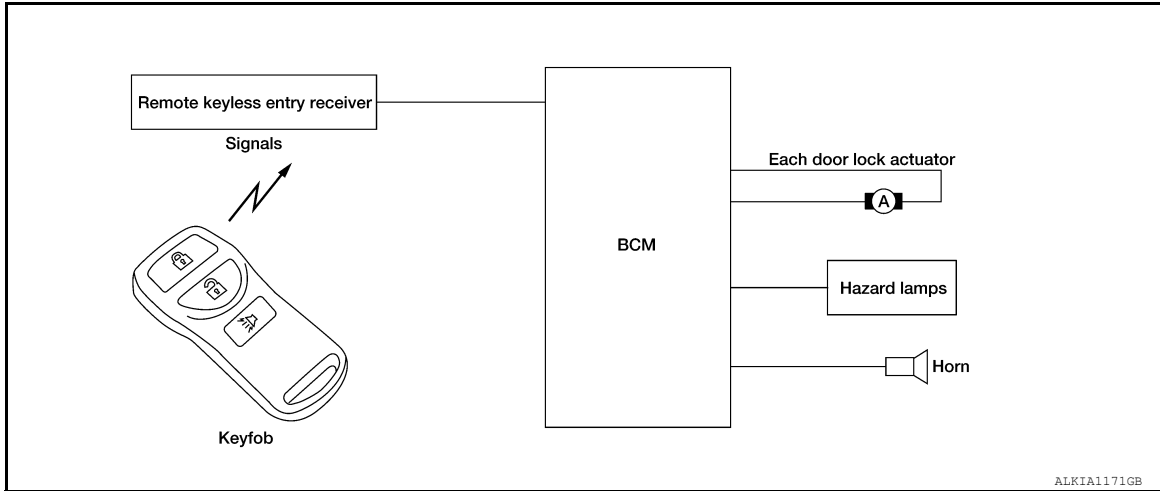 Remote keyless entry receiver
Signals
Each door lock actuator
A
BCM
Hazard lamps
Horn
Keyfob
ALKIA1171GB